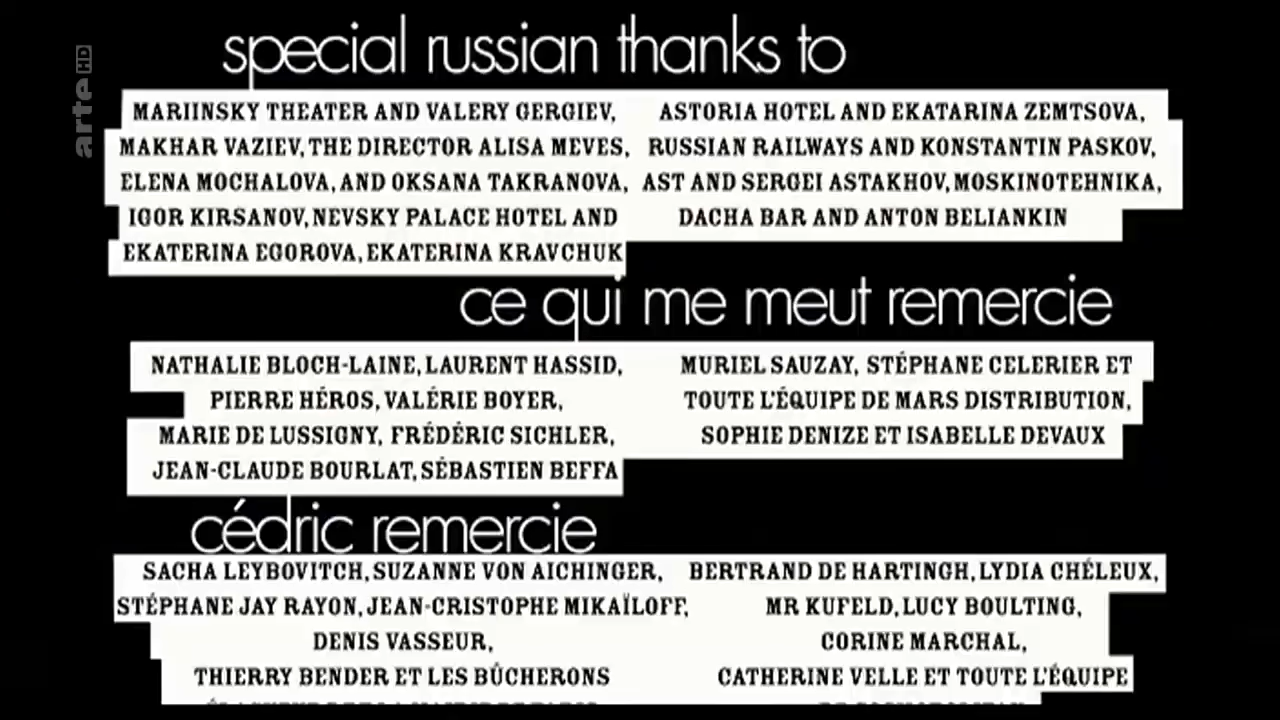 arte HD
special russian thanks to
MARIINSKY THEATER AND VALERY GERGIEV,
MAKHAR VAZIEV, THE DIRECTOR ALISA MEVES,
ELENA MOCHALOVA, AND OKSANA TAKRANOVA,
IGOR KIRSANOV, NEVSKY PALACE HOTEL AND
EKATERINA EGOROVA, EKATERINA KRAVCHUK
ASTORIA HOTEL AND EKATARINA ZEMTSOVA,
RUSSIAN RAILWAYS AND KONSTANTIN PASKOV,
AST AND SERGEI ASTAKHOV, MOSKINOTEHNIKA,
DACHA BAR AND ANTON BELIANKIN
ce qui me meut remercie
NATHALIE BLOCH-LAINE, LAURENT HASSID,
PIERRE HÉROS, VALÉRIE BOYER,
MARIE DE LUSSIGNY, FRÉDÉRIC SICHLER,
JEAN-CLAUDE BOURLAT, SÉBASTIEN BEFFA
MURIEL SAUZAY, STÉPHANE CELERIER ET
TOUTE L'ÉQUIPE DE MARS DISTRIBUTION,
SOPHIE DENIZE ET ISABELLE DEVAUX
cédric remercie
SACHA LEYBOVITCH, SUZANNE VON AICHINGER,
STÉPHANE JAY RAYON, JEAN-CRISTOPHE MIKAÏLOFF,
DENIS VASSEUR,
THIERRY BENDER ET LES BÛCHERONS
BERTRAND DE HARTINGH, LYDIA CHÉLEUX,
MR KUFELD, LUCY BOULTING,
CORINE MARCHAL,
CATHERINE VELLE ET TOUTE L'ÉQUIPE